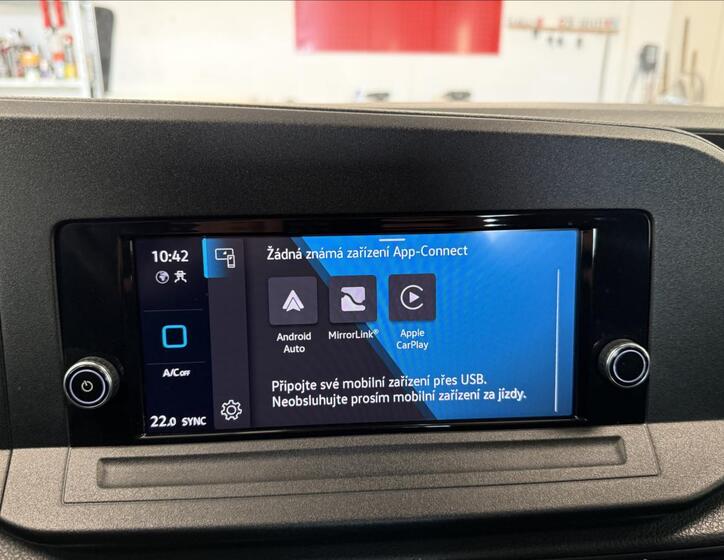 10:42
Žádná známá zařízení App-Connect
Android
Auto
MirrorLink®
Apple
CarPlay
A/C OFF
Připojte své mobilní zařízení přes USB.
Neobsluhujte prosím mobilní zařízení za jízdy.
22.0 SYNC